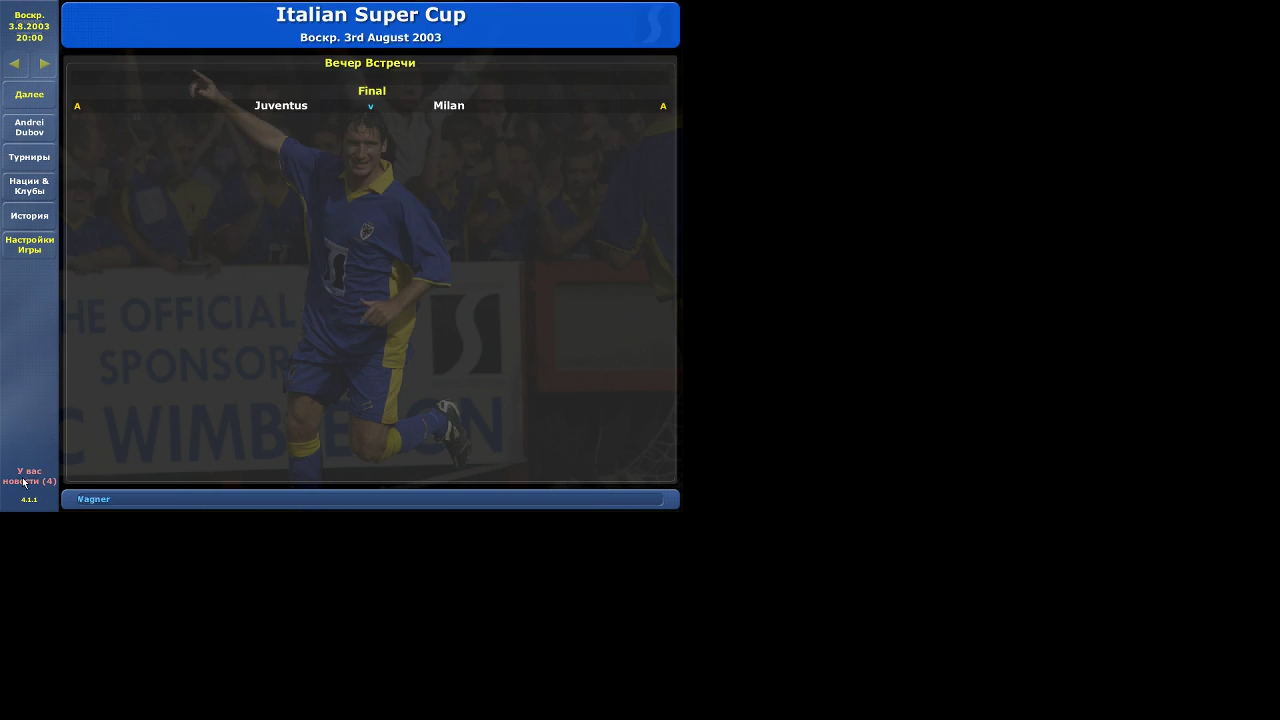 Воскр.
3.8.2003
20:00
Далее
Andrei
Dubov
Турниры
Нации &
Клубы
История
Настройки
Игры
У вас
новости (4)
4.1.1
Italian Super Cup
Воскр. 3rd August 2003
Вечер Встречи
Final
A Juventus v Milan A
THE OFFICIAL
SPONSOR
C WIMBLEDON
Wagner